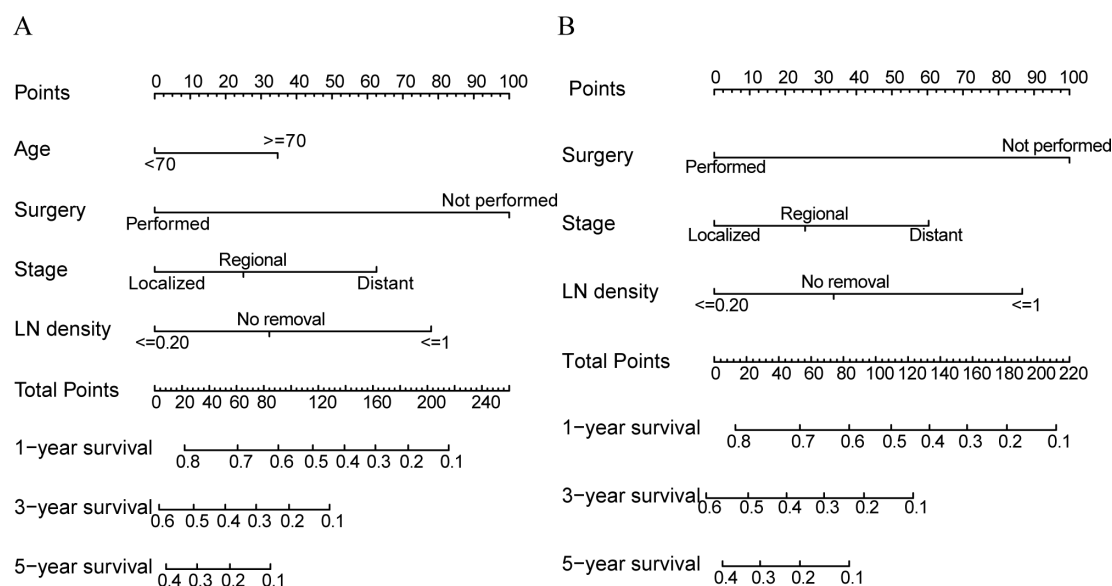 A
0 10 20 30 40 50 60 70 80 90 100
Points
Age
>=70
<70
Surgery
Not performed
Performed
Stage
Regional
Localized
Distant
LN density
No removal
<=0.20
<=1
Total Points
0 20 40 60 80 120 160 200 240
1−year survival
0.8 0.7 0.6 0.5 0.4 0.3 0.2 0.1
3−year survival
0.6 0.5 0.4 0.3 0.2 0.1
5−year survival
0.4 0.3 0.2 0.1
B
0 10 20 30 40 50 60 70 80 90 100
Points
Surgery
Not performed
Performed
Stage
Regional
Localized
Distant
LN density
No removal
<=0.20
<=1
Total Points
0 20 40 60 80 100 120 140 160 180 200 220
1−year survival
0.8 0.7 0.6 0.5 0.4 0.3 0.2 0.1
3−year survival
0.6 0.5 0.4 0.3 0.2 0.1
5−year survival
0.4 0.3 0.2 0.1